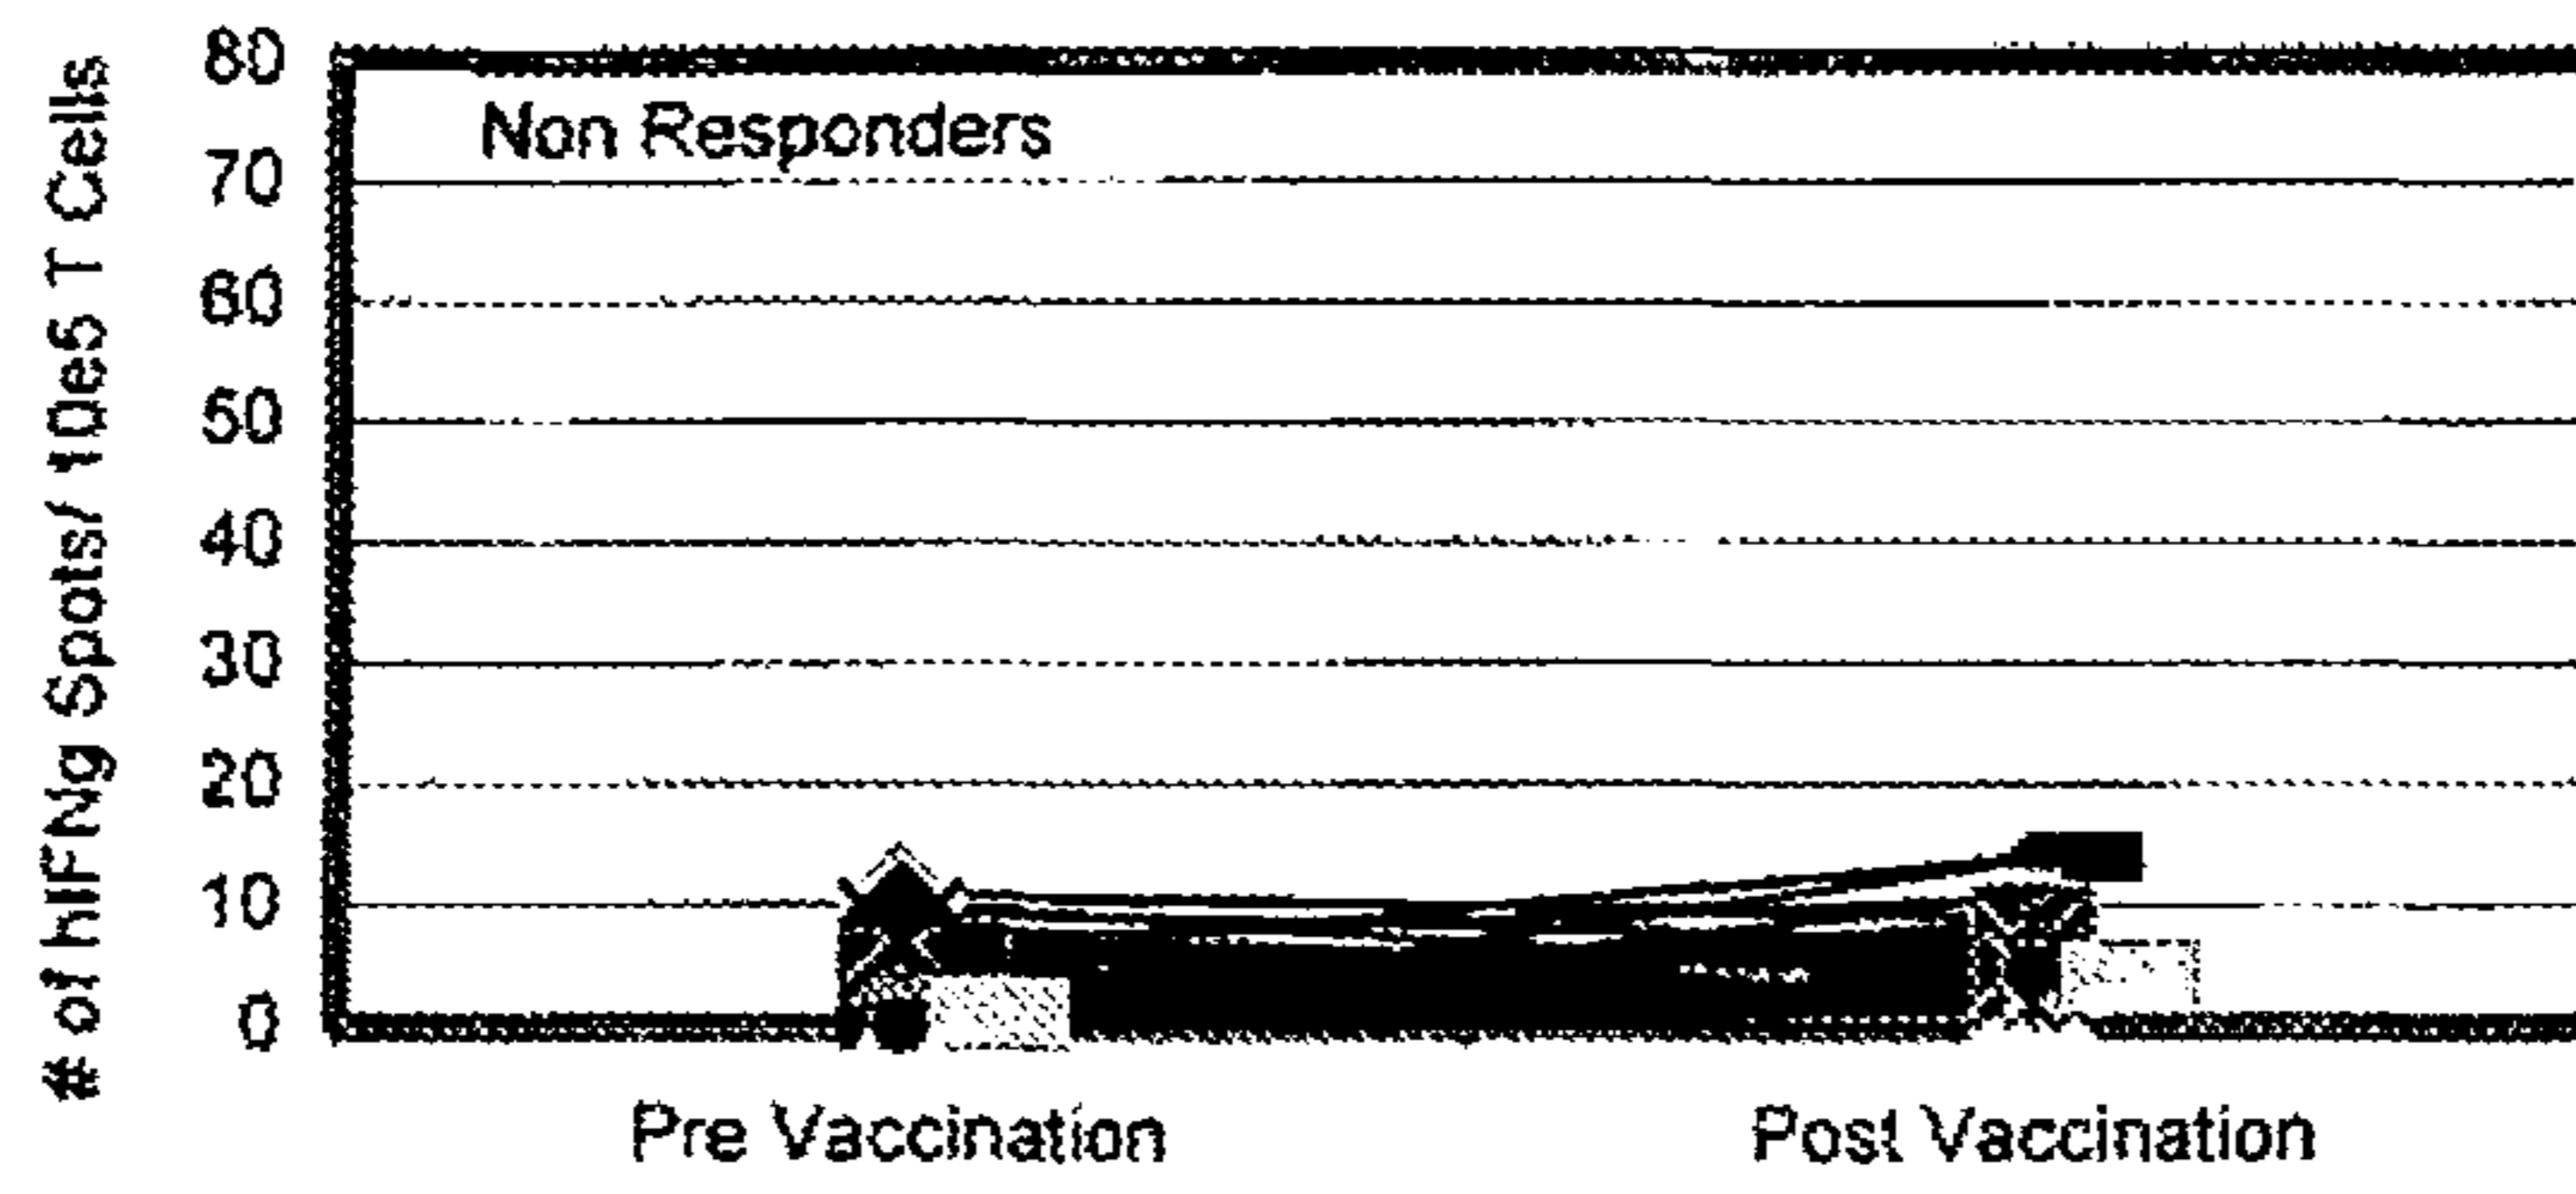 # of hIFNg Spots/ 10e5 T Cells
80
Non Responders
70
60
50
40
30
20
10
0
Pre Vaccination
Post Vaccination